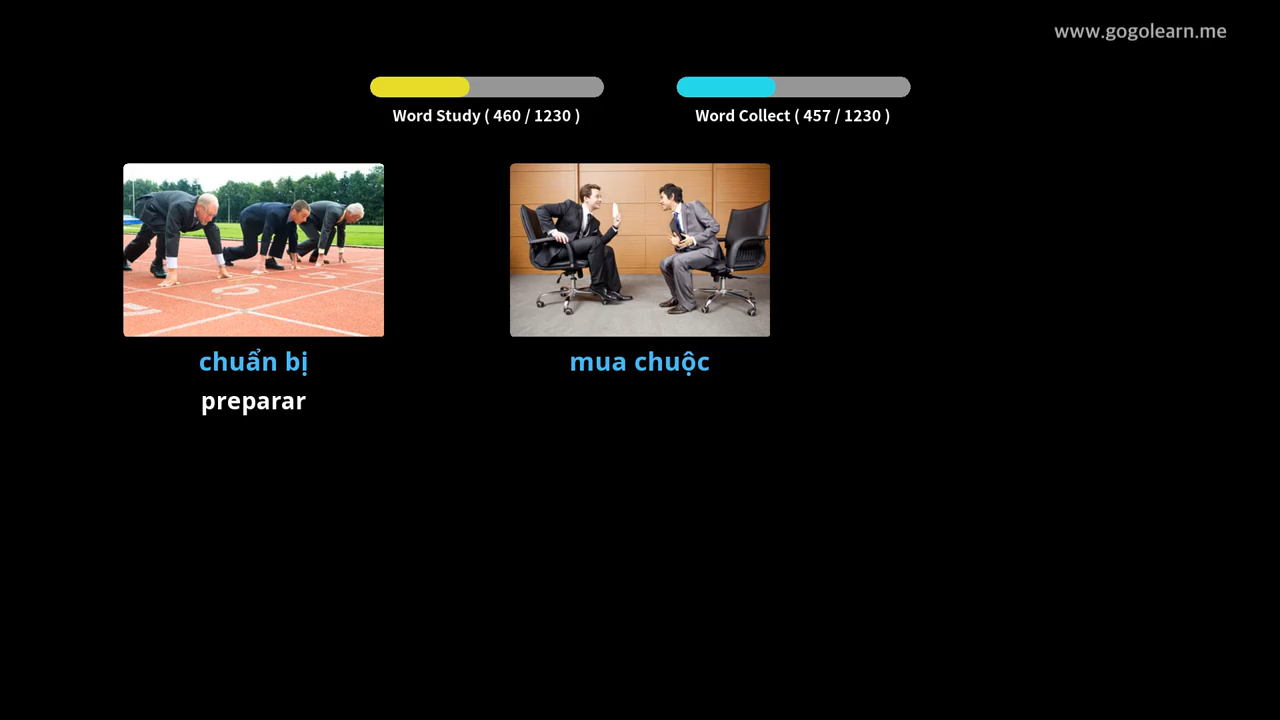 www.gogolearn.me
Word Study ( 460 / 1230 )
Word Collect ( 457 / 1230 )
chuẩn bị
preparar
mua chuộc